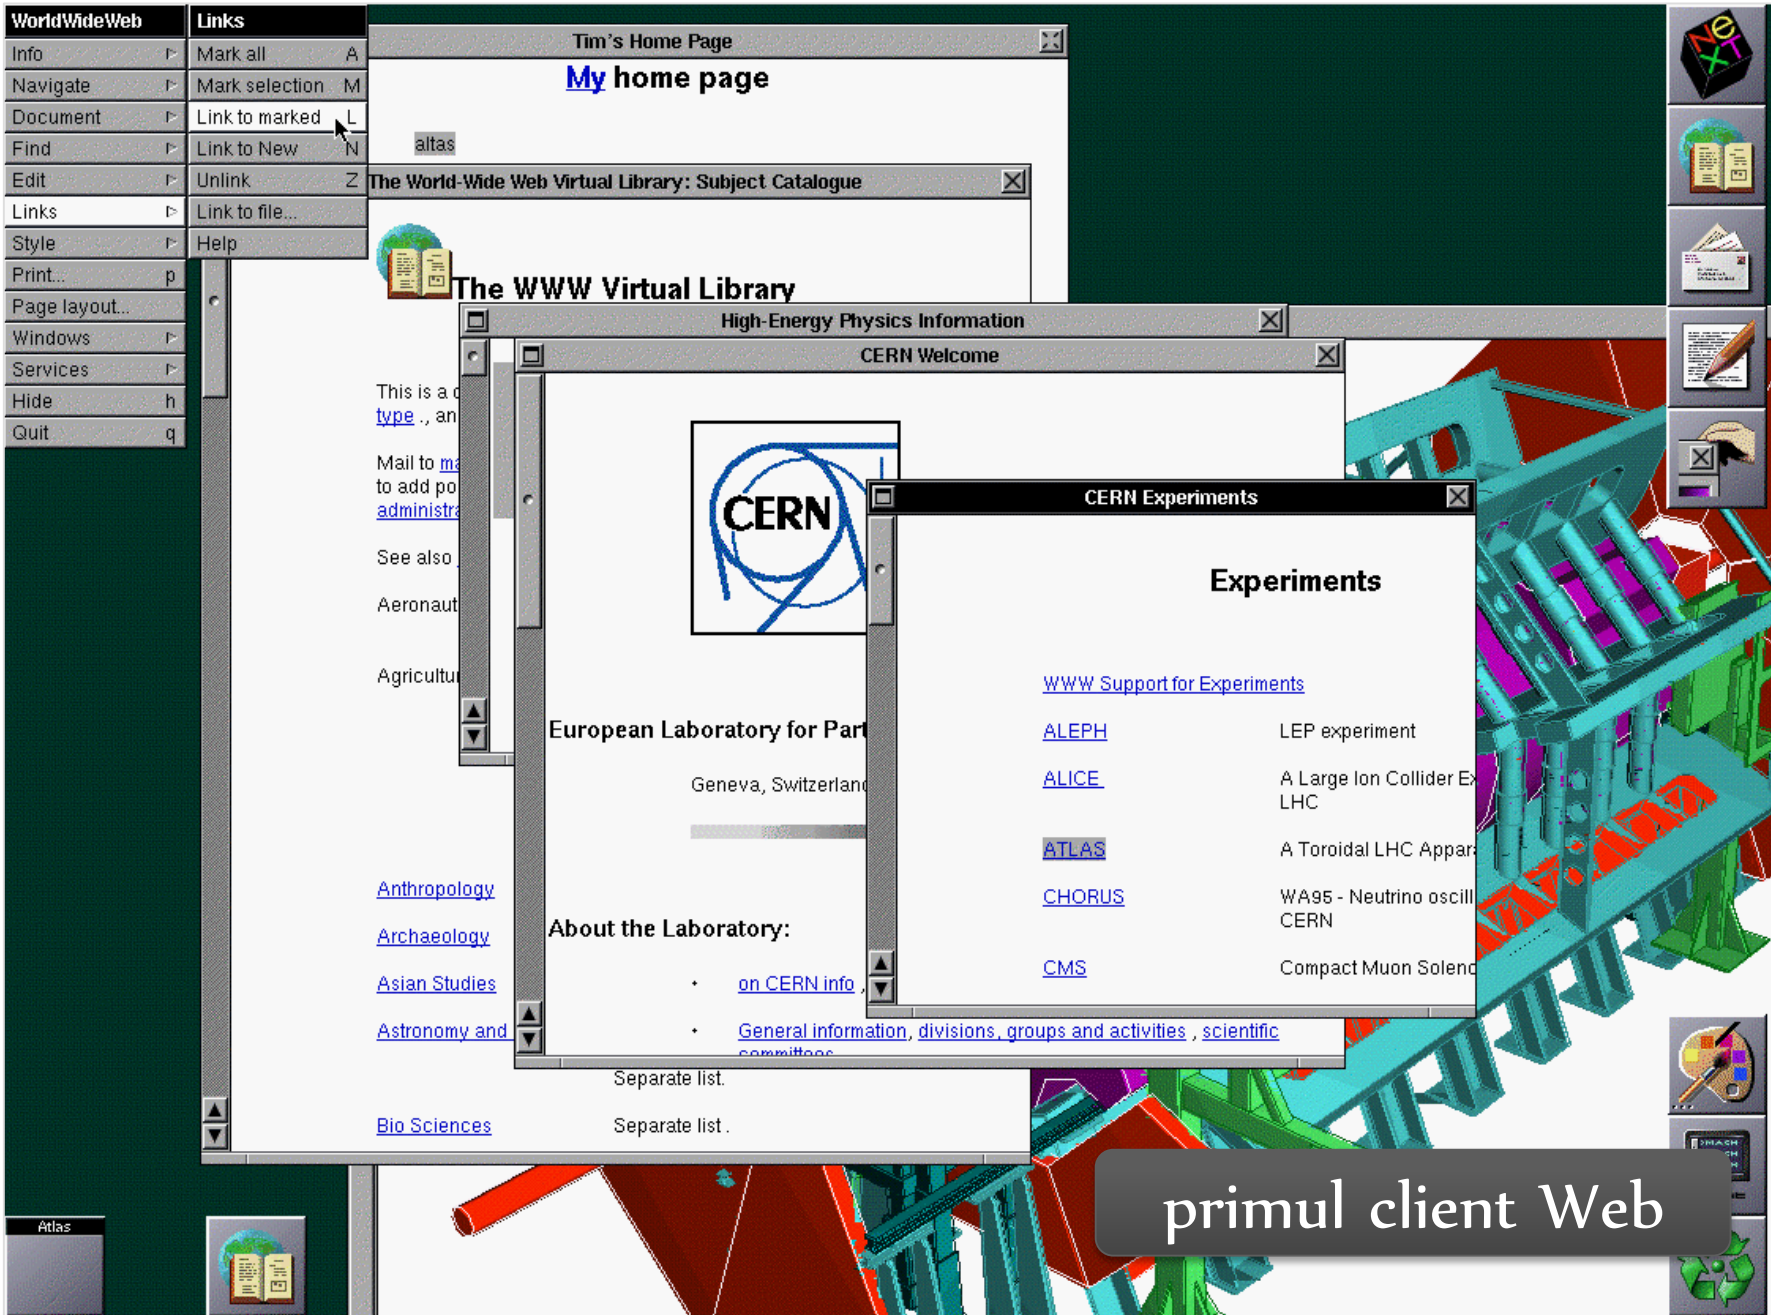 WorldWideWeb
Info
Navigate
Document
Find
Edit
Links
Style
Print... p
Page layout...
Windows
Services
Hide h
Quit q
Links
Mark all A
Mark selection M
Link to marked L
Link to New N
Unlink Z
Link to file...
Help
Tim's Home Page
My home page
altas
The World-Wide Web Virtual Library: Subject Catalogue
The WWW Virtual Library
This is a
type ., an
Mail to
to add po
See also
Anthropology
Archaeology
Asian Studies
Astronomy and
Separate list.
Bio Sciences Separate list .
High-Energy Physics Information
CERN Welcome
CERN
European Laboratory for Part
Geneva, Switzerland
About the Laboratory:
• on CERN info ,
• General information, divisions, groups and activities , scientific
committees
CERN Experiments
Experiments
WWW Support for Experiments
ALEPH LEP experiment
ALICE A Large Ion Collider Ex
LHC
ATLAS A Toroidal LHC Appar
CHORUS WA95 - Neutrino oscill
CERN
CMS Compact Muon Soleno
NeXT
Atlas
primul client Web